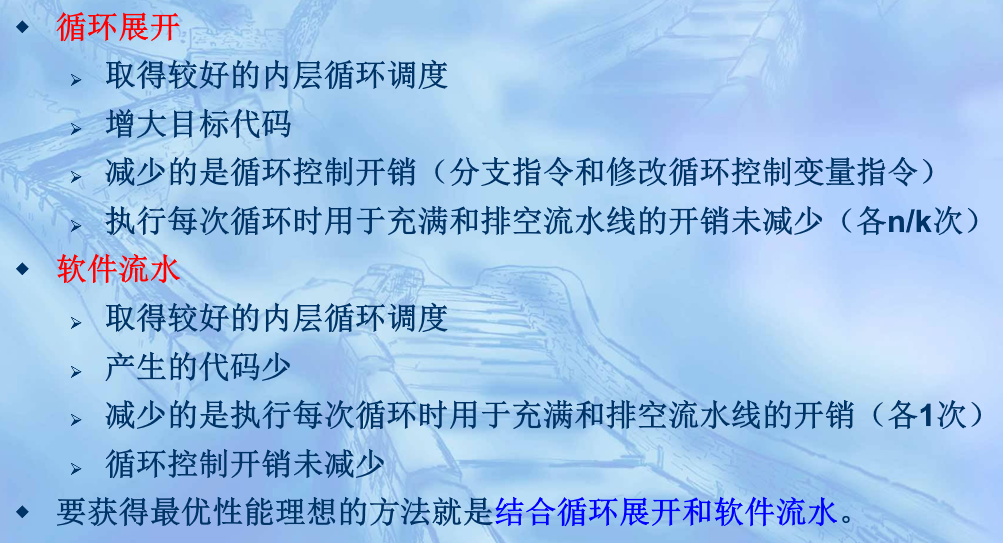 循环展开
取得较好的内层循环调度
增大目标代码
减少的是循环控制开销（分支指令和修改循环控制变量指令）
执行每次循环时用于充满和排空流水线的开销未减少（各n/k次）
软件流水
取得较好的内层循环调度
产生的代码少
减少的是执行每次循环时用于充满和排空流水线的开销（各1次）
循环控制开销未减少
要获得最优性能理想的方法就是结合循环展开和软件流水。